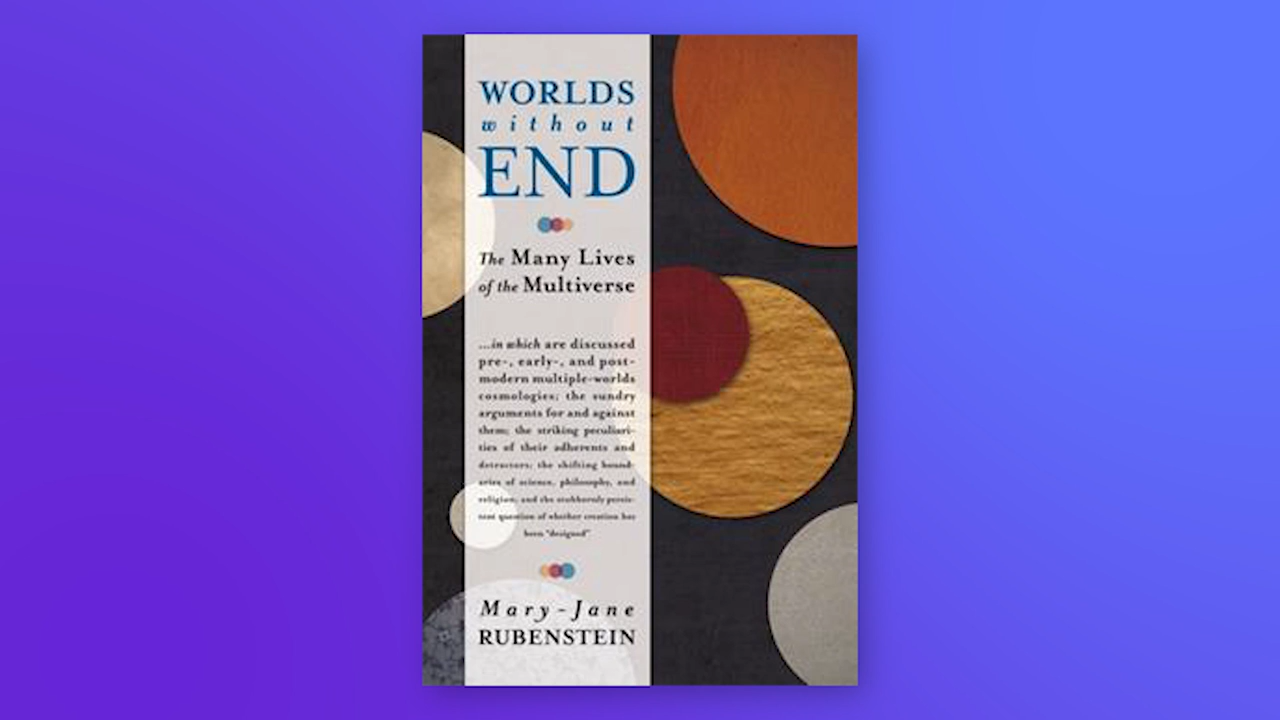 WORLDS
without
END
The Many Lives
of the Multiverse
...in which are discussed
pre-, early-, and post-
modern multiple-worlds
cosmologies; the sundry
arguments for and against
them; the striking peculiari-
ties of their adherents and
detractors; the shifting bound-
aries of science, philosophy, and
religion; and the stubbornly persis-
tent question of whether creation has
been "designed"
Mary-Jane
RUBENSTEIN